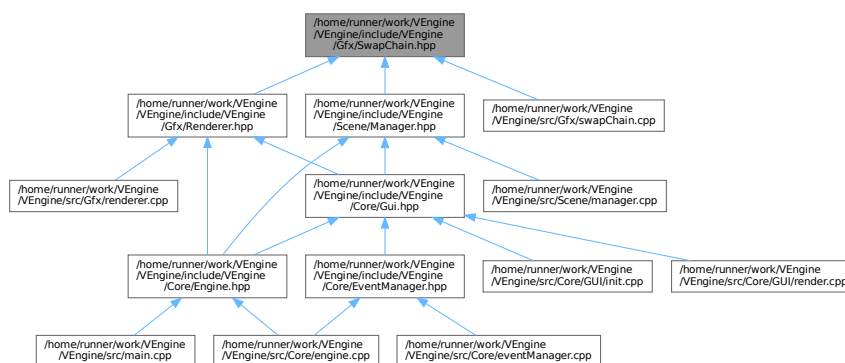 /home/runner/work/VEngine
/VEngine/include/VEngine
/Gfx/SwapChain.hpp
/home/runner/work/VEngine
/VEngine/include/VEngine
/Gfx/Renderer.hpp
/home/runner/work/VEngine
/VEngine/include/VEngine
/Scene/Manager.hpp
/home/runner/work/VEngine
/VEngine/src/Gfx/swapChain.cpp
/home/runner/work/VEngine
/VEngine/src/Gfx/renderer.cpp
/home/runner/work/VEngine
/VEngine/include/VEngine
/Core/Gui.hpp
/home/runner/work/VEngine
/VEngine/src/Scene/manager.cpp
/home/runner/work/VEngine
/VEngine/include/VEngine
/Core/Engine.hpp
/home/runner/work/VEngine
/VEngine/include/VEngine
/Core/EventManager.hpp
/home/runner/work/VEngine
/VEngine/src/Core/GUI/init.cpp
/home/runner/work/VEngine
/VEngine/src/Core/GUI/render.cpp
/home/runner/work/VEngine
/VEngine/src/main.cpp
/home/runner/work/VEngine
/VEngine/src/Core/engine.cpp
/home/runner/work/VEngine
/VEngine/src/Core/eventManager.cpp